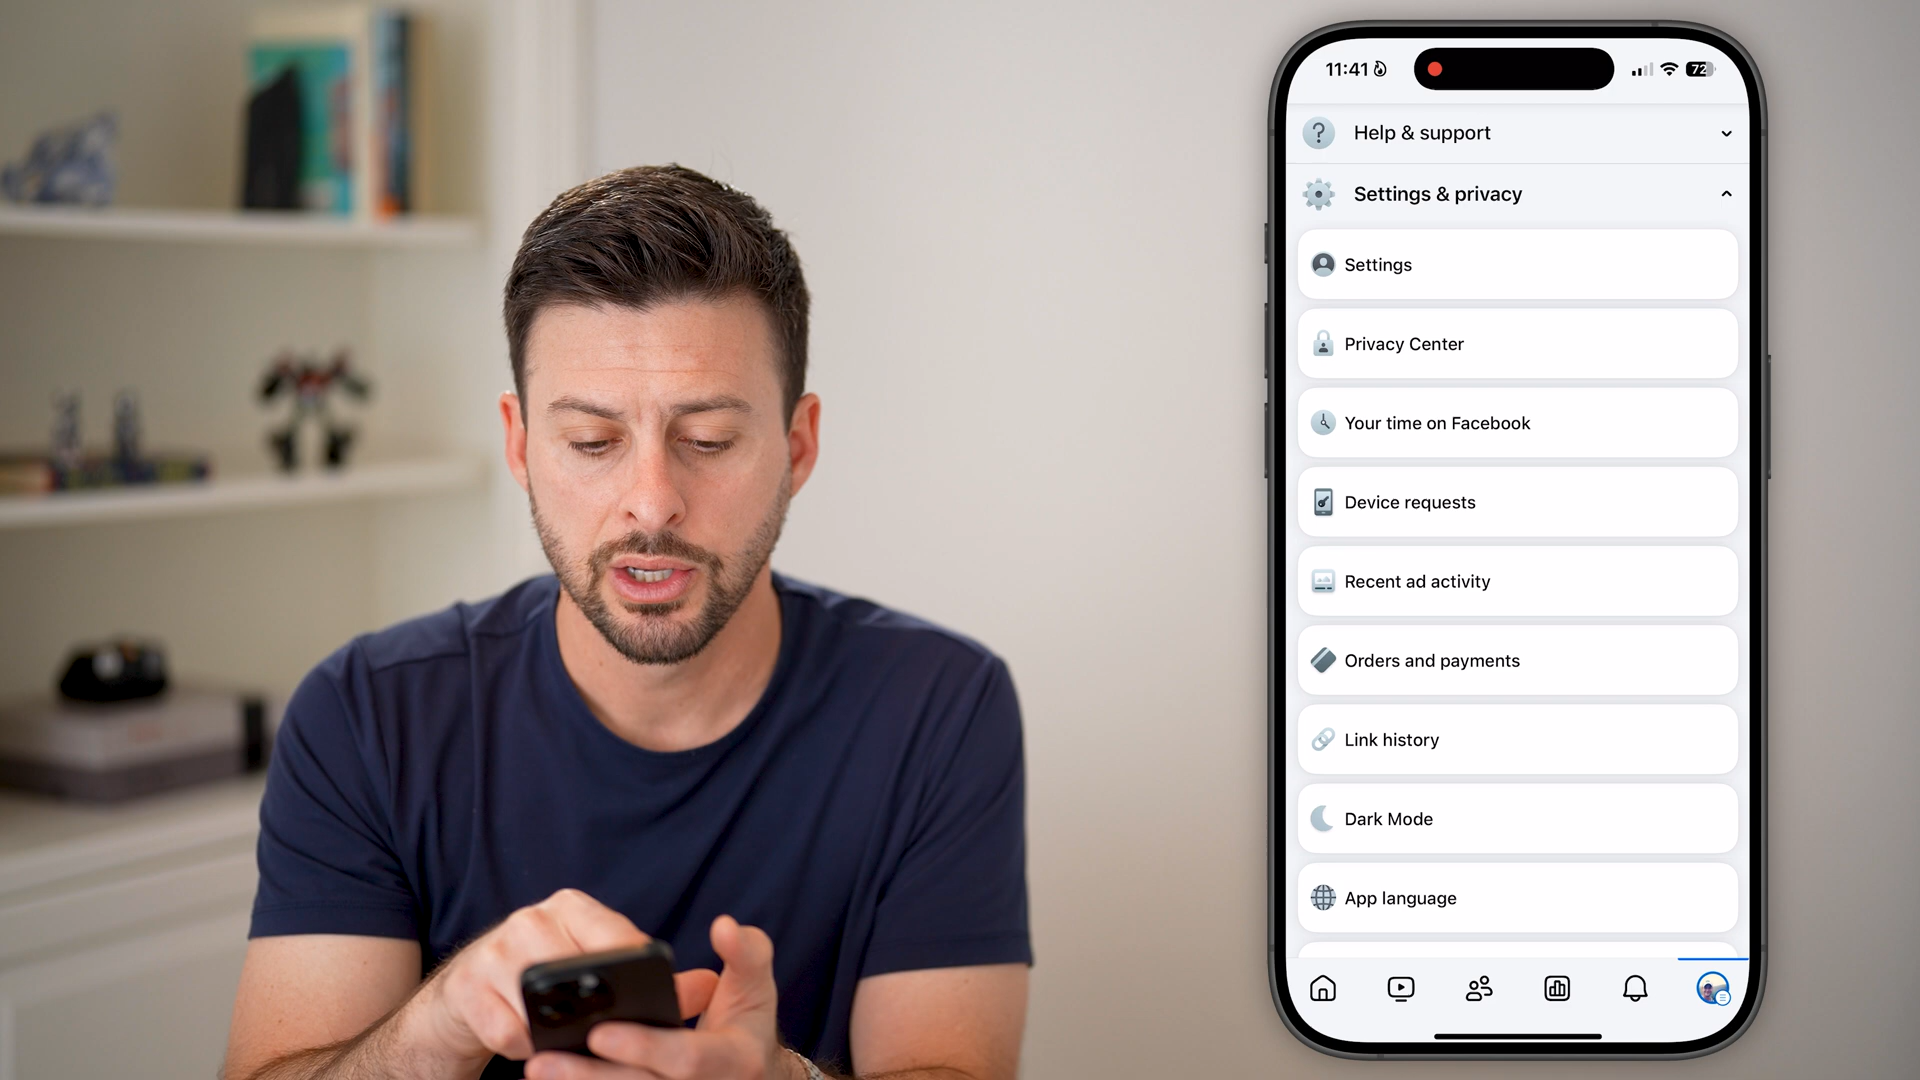 11:41
72
Help & support
Settings & privacy
Settings
Privacy Center
Your time on Facebook
Device requests
Recent ad activity
Orders and payments
Link history
Dark Mode
App language